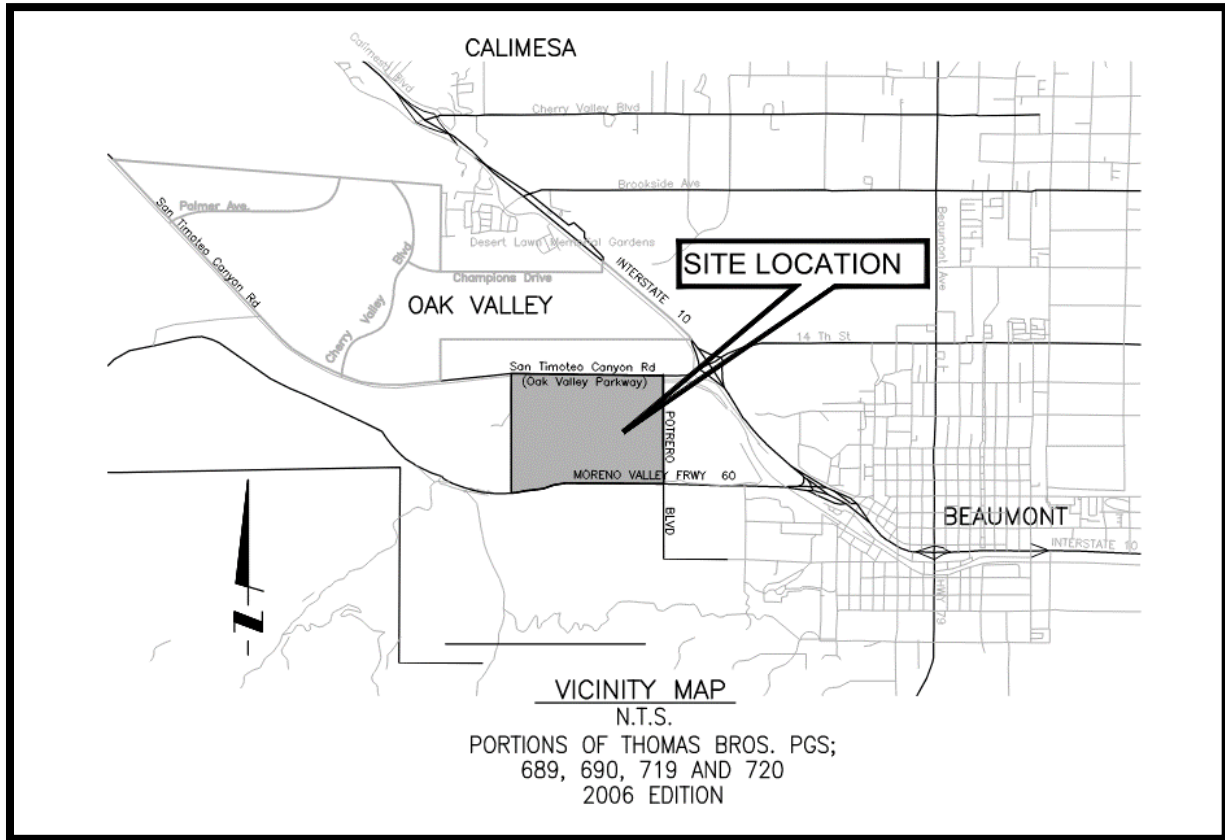 CALIMESA
Calimesa Blvd
Cherry Valley Blvd
Brookside Ave
Palmer Ave.
San Timoteo Canyon Rd
Beaumont Ave
Desert Lawn Memorial Gardens
SITE LOCATION
Cherry Valley Blvd
Champions Drive
INTERSTATE 10
OAK VALLEY
14 Th St
San Timoteo Canyon Rd
(Oak Valley Parkway)
POTRERO BLVD
MORENO VALLEY FRWY 60
BEAUMONT
INTERSTATE 10
HWY 79
N
VICINITY MAP
N.T.S.
PORTIONS OF THOMAS BROS. PGS;
689, 690, 719 AND 720
2006 EDITION